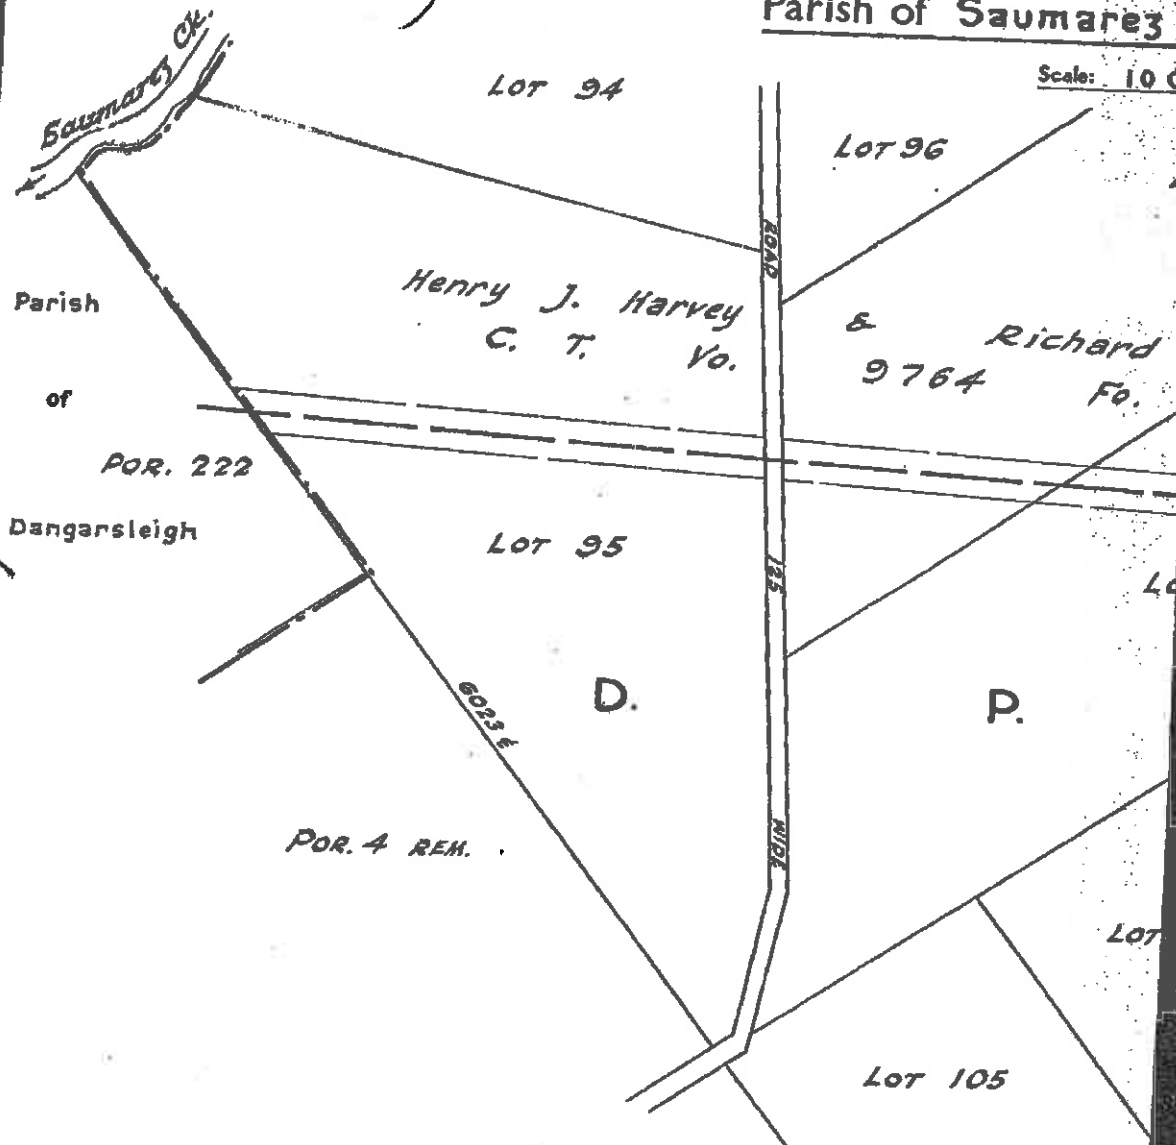 Parish of Saumarez
Scale: 10
Saumarez Ck.
LOT 94
LOT 96
ROAD
Henry J. Harvey & Richard
C. T. Vo. 9764 Fo.
Parish
of
POR. 222
Dangarsleigh
LOT 95
125
D. P.
6023
WIDE
POR. 4 REM.
LOT
LOT 105